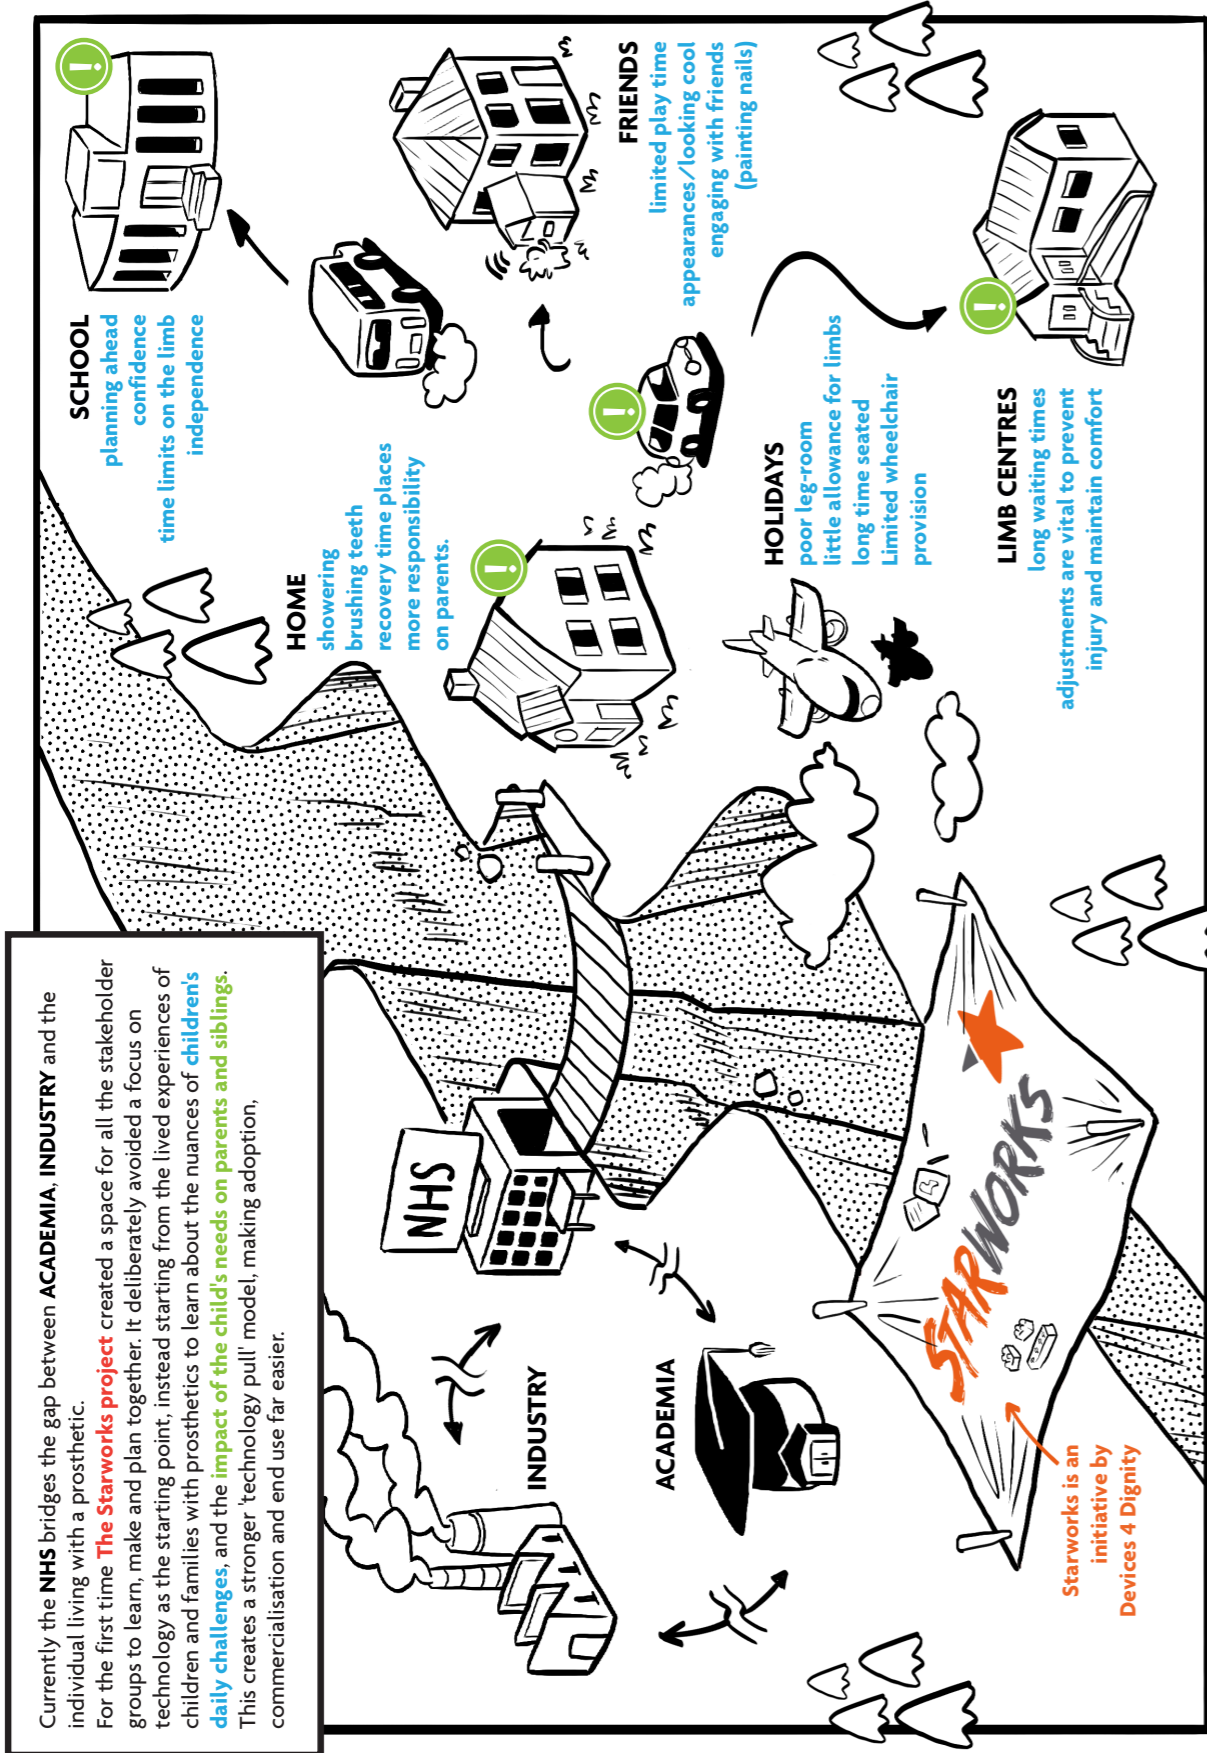 Currently the NHS bridges the gap between ACADEMIA, INDUSTRY and the
individual living with a prosthetic.
For the first time The Starworks project created a space for all the stakeholder
groups to learn, make and plan together. It deliberately avoided a focus on
technology as the starting point, instead starting from the lived experiences of
children and families with prosthetics to learn about the nuances of children's
daily challenges, and the impact of the child's needs on parents and siblings.
This creates a stronger 'technology pull' model, making adoption,
commercialisation and end use far easier.
SCHOOL
planning ahead
confidence
time limits on the limb
independence
!
HOME
showering
brushing teeth
recovery time places
more responsibility
on parents.
!
FRIENDS
limited play time
appearances/looking cool
engaging with friends
(painting nails)
!
NHS
INDUSTRY
ACADEMIA
HOLIDAYS
poor leg-room
little allowance for limbs
long time seated
Limited wheelchair
provision
LIMB CENTRES
long waiting times
adjustments are vital to prevent
injury and maintain comfort
!
STARWORKS
Starworks is an
initiative by
Devices 4 Dignity